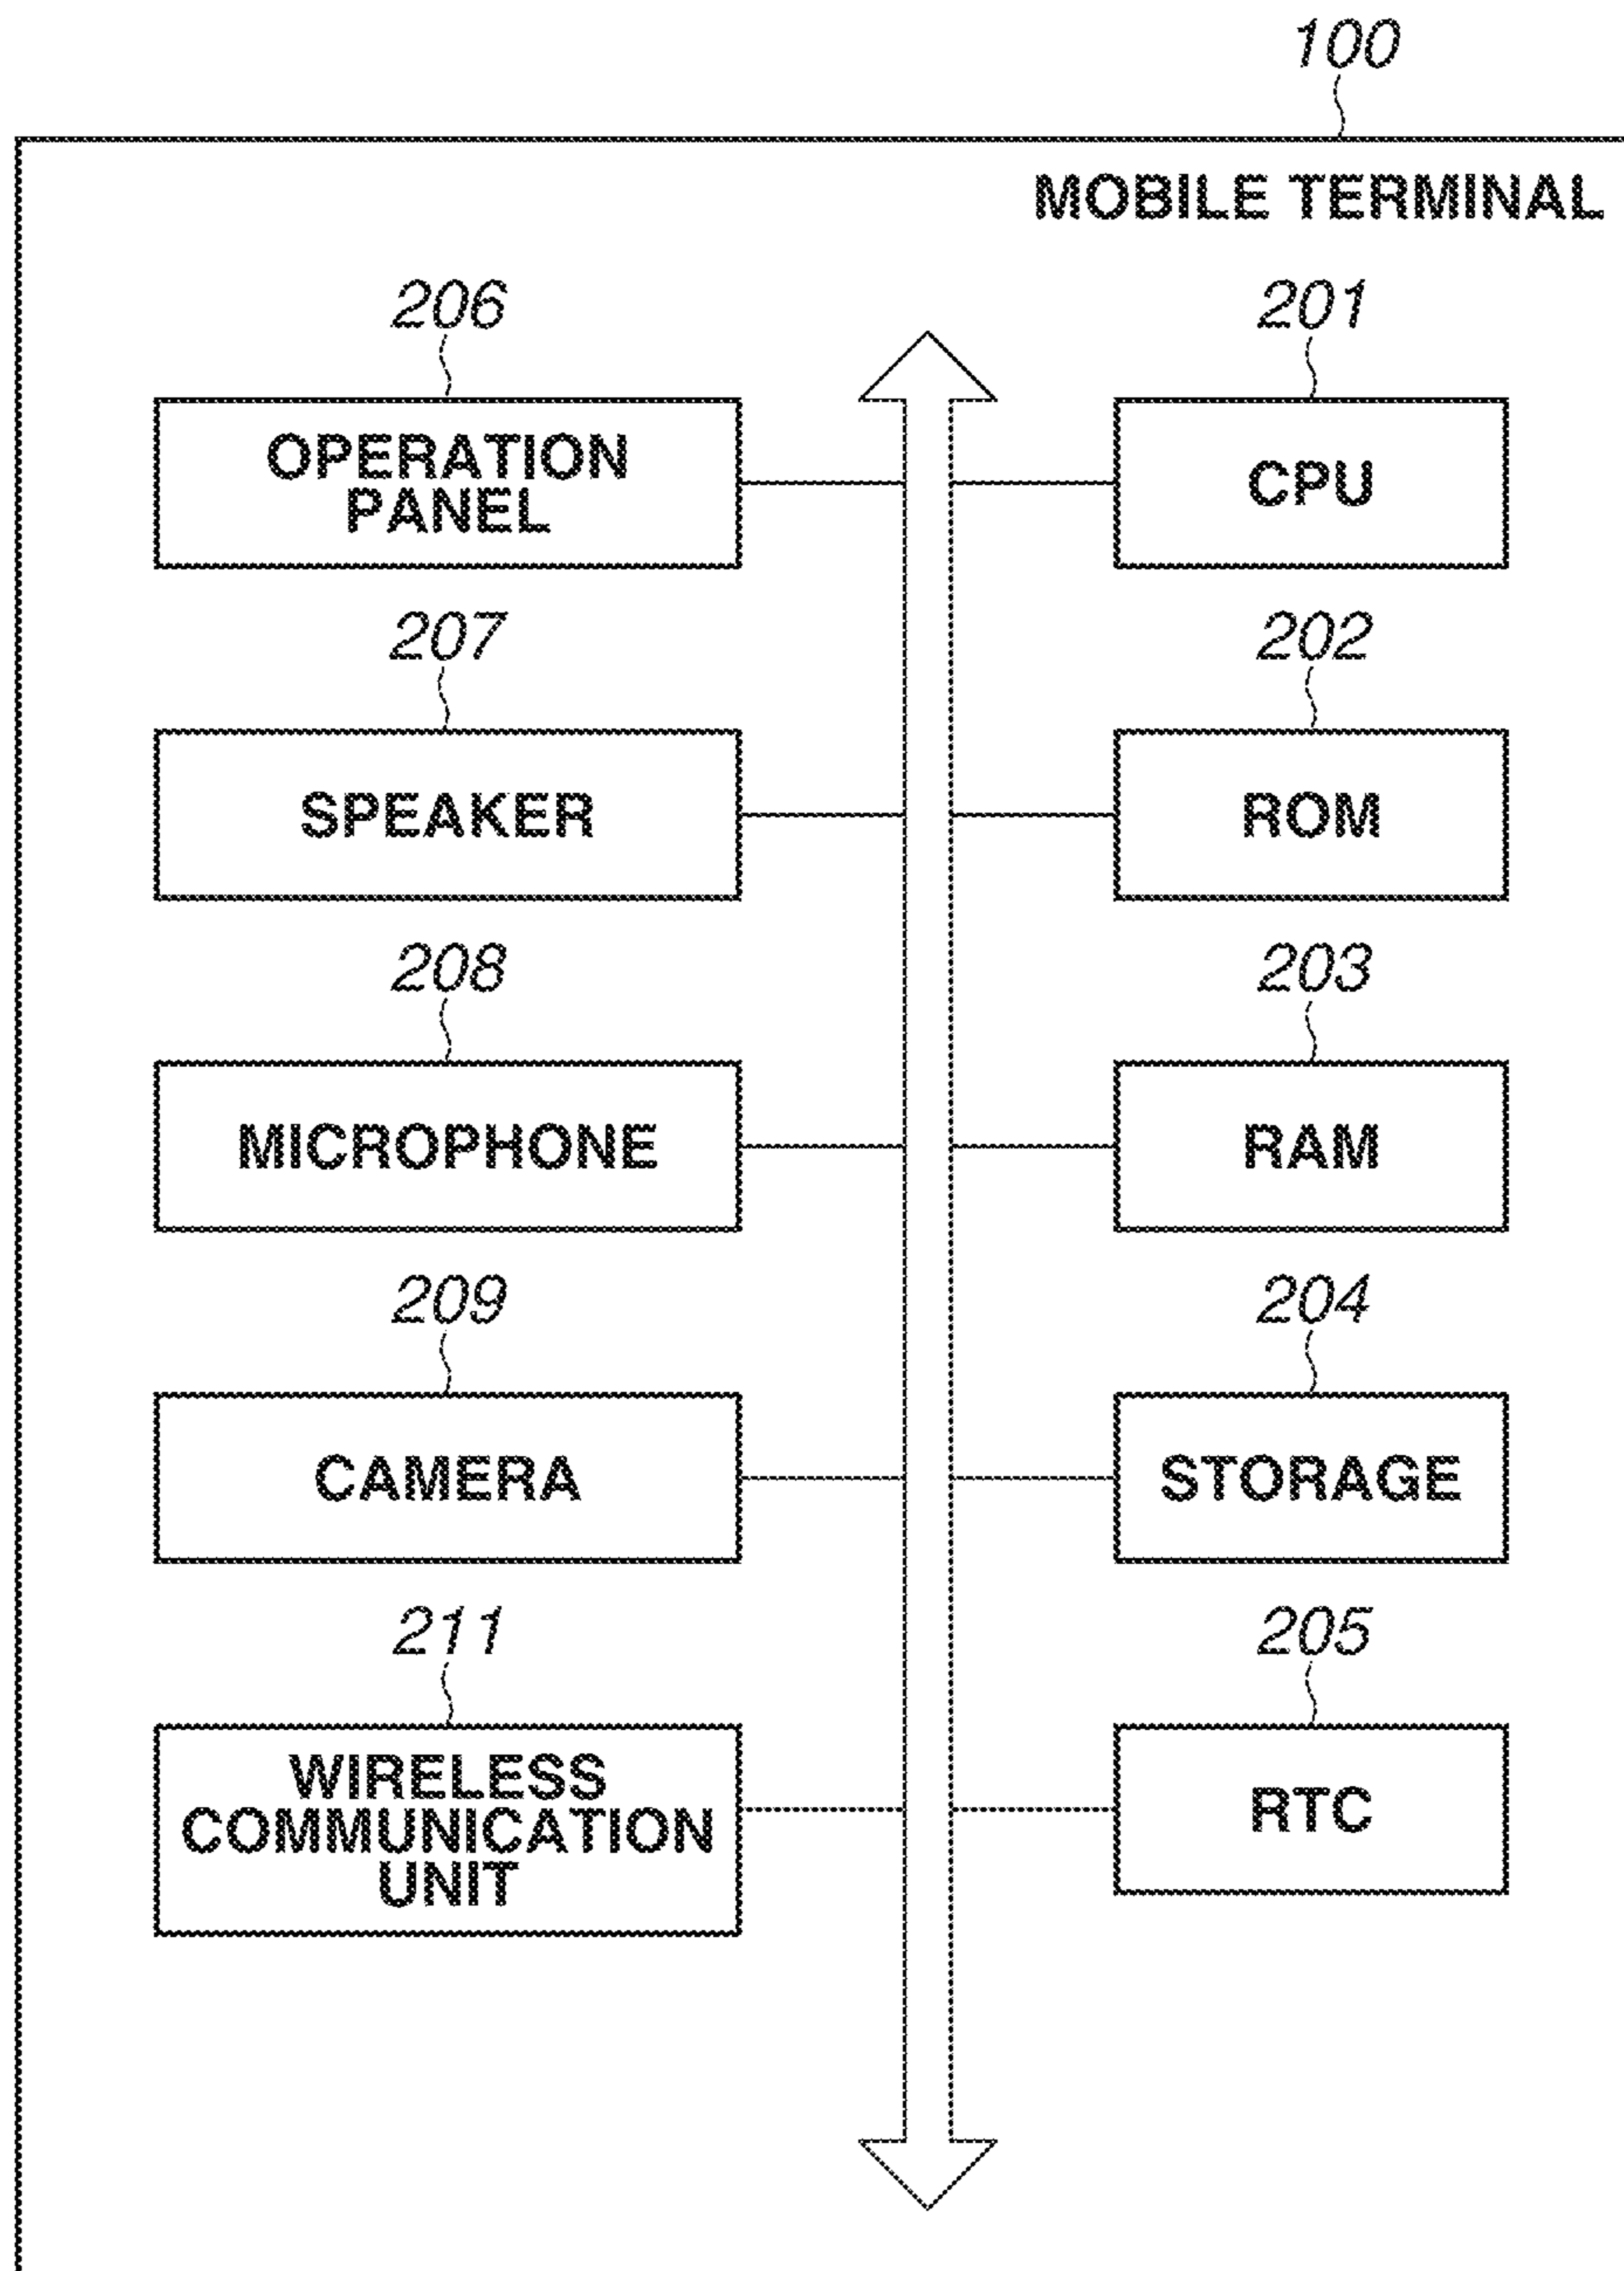 100
MOBILE TERMINAL
206
OPERATION
PANEL
201
CPU
207
SPEAKER
202
ROM
208
MICROPHONE
203
RAM
209
CAMERA
204
STORAGE
211
WIRELESS
COMMUNICATION
UNIT
205
RTC